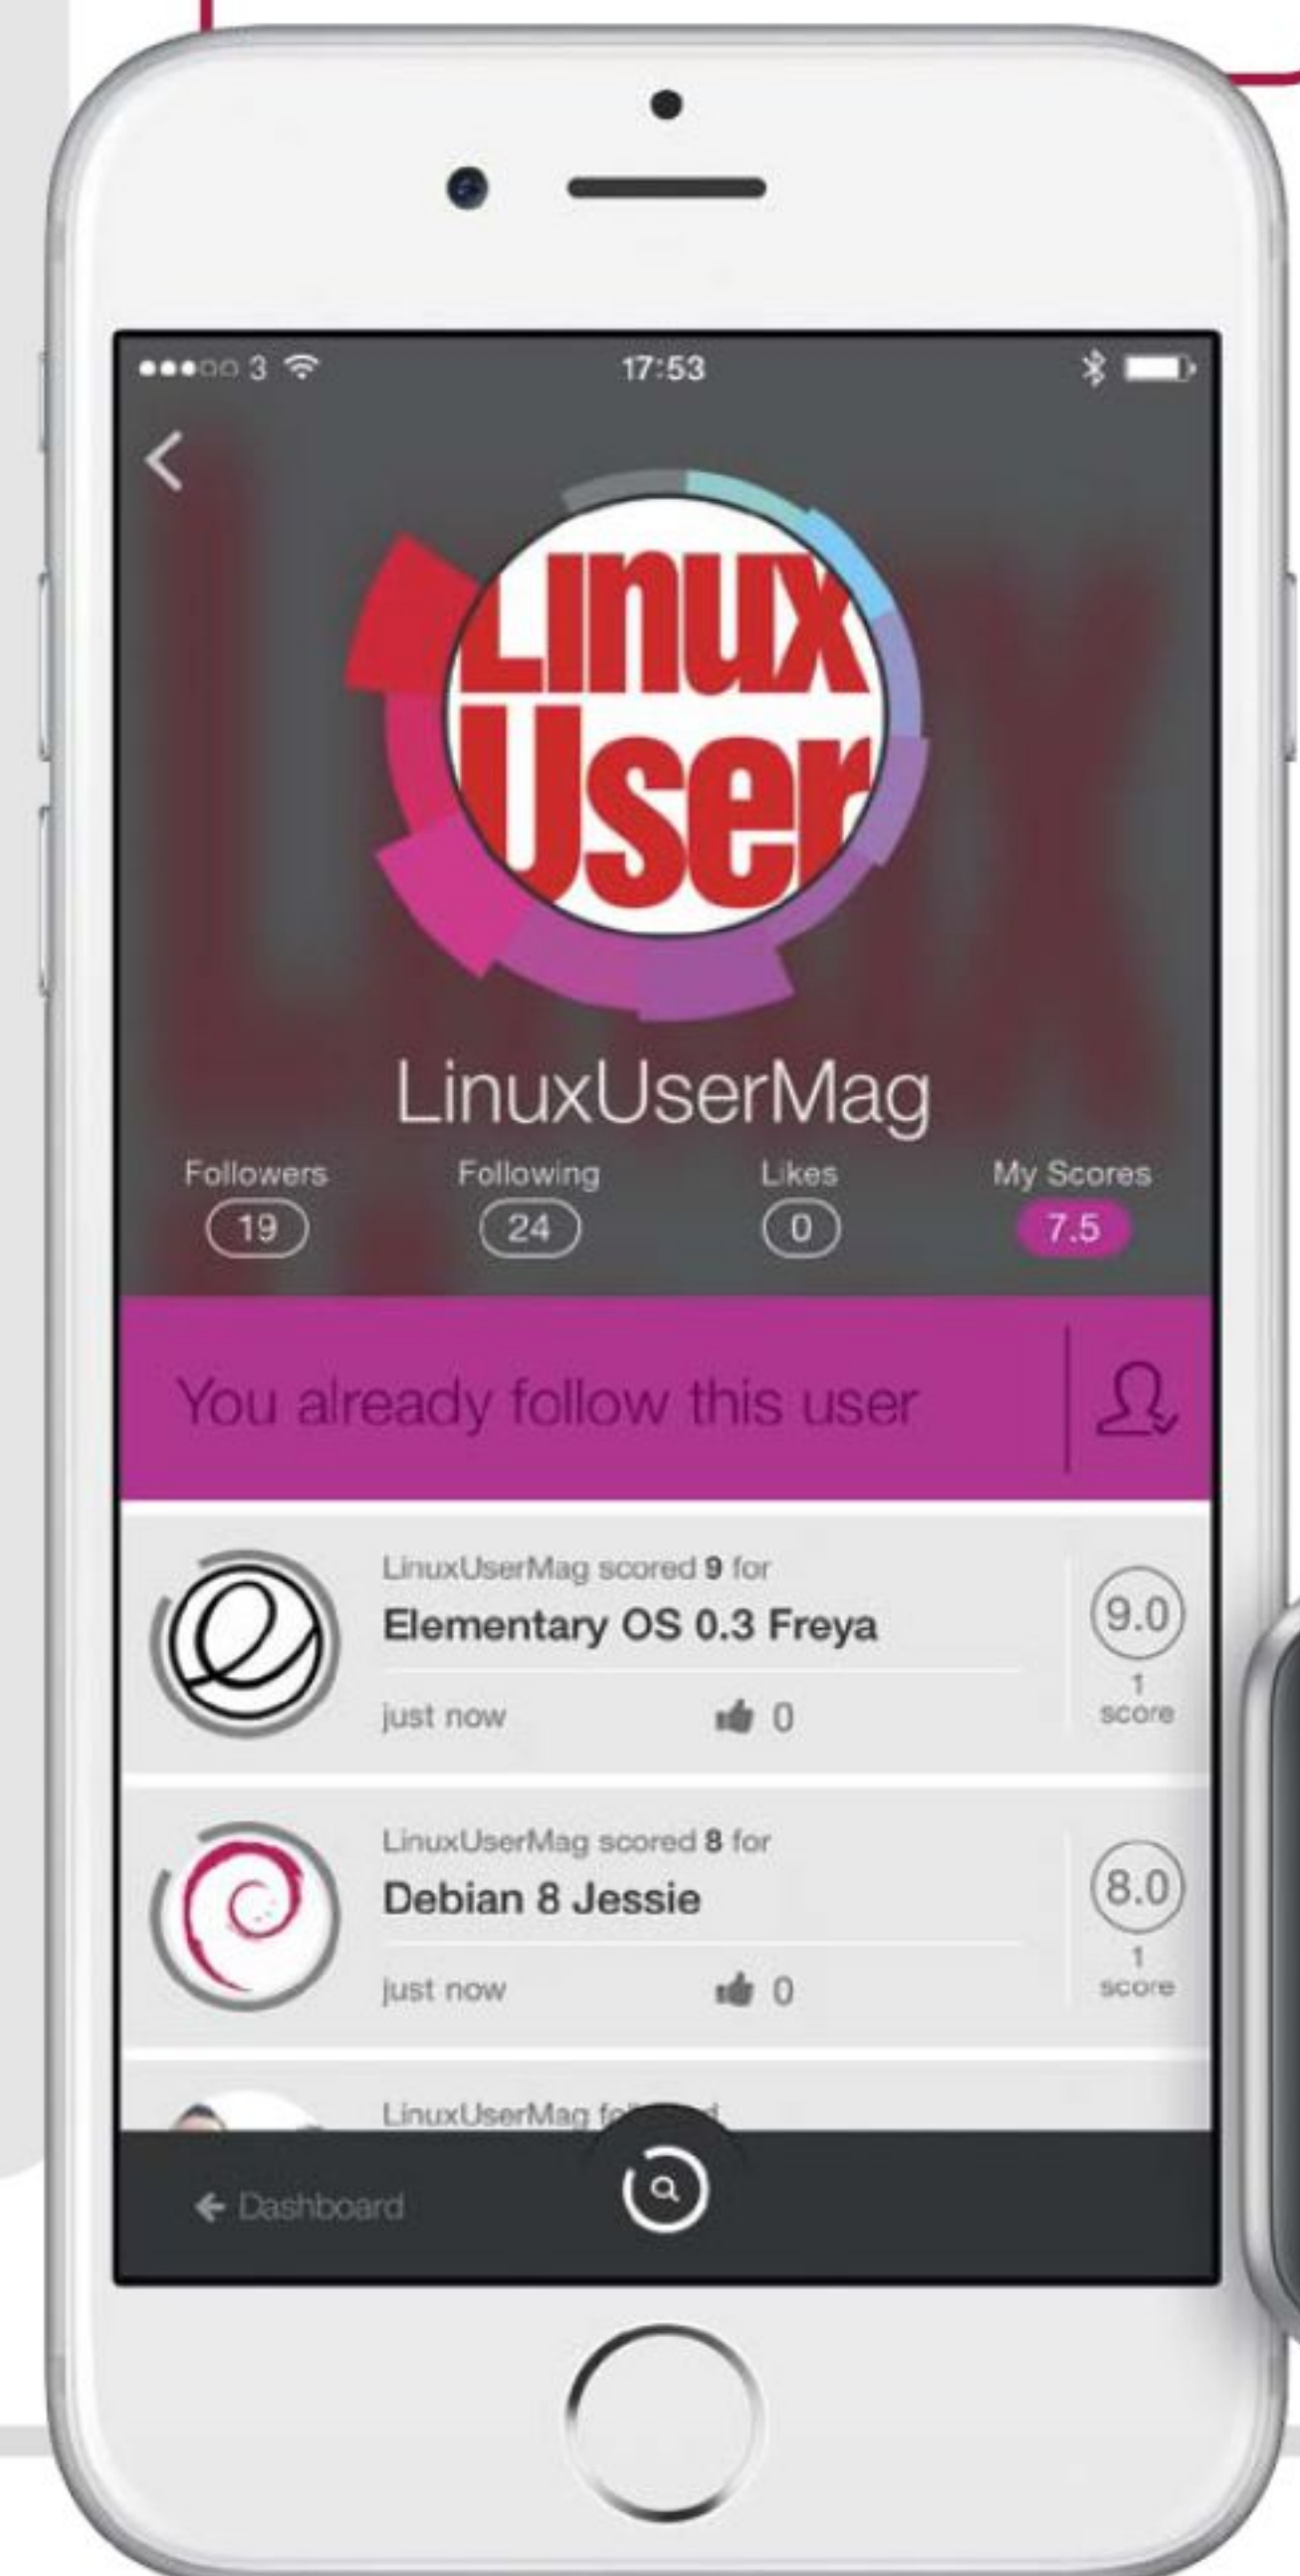 3
17:53
Linux
User
LinuxUserMag
Followers
Following
Likes
My Scores
19
24
0
7.5
You already follow this user
LinuxUserMag scored 9 for
Elementary OS 0.3 Freya
just now
0
9.0
1
score
LinuxUserMag scored 8 for
Debian 8 Jessie
just now
0
8.0
1
score
LinuxUserMag
Dashboard